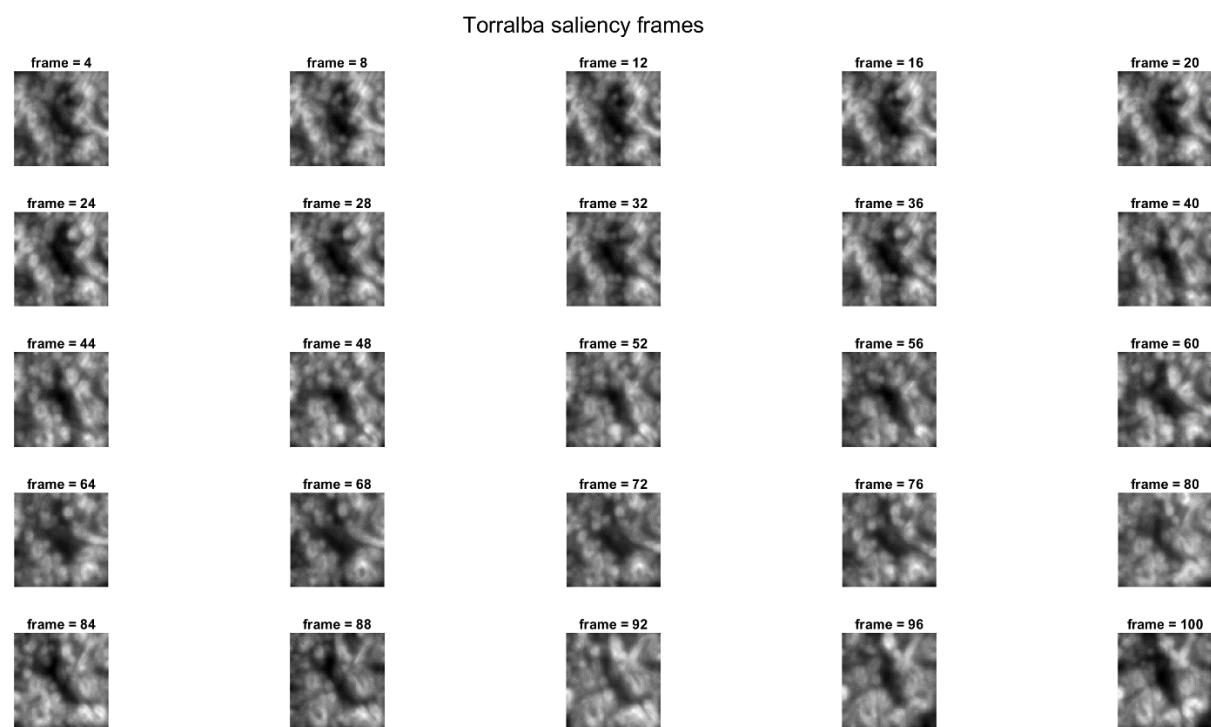 Torralba saliency frames
frame = 4
frame = 8
frame = 12
frame = 16
frame = 20
frame = 24
frame = 28
frame = 32
frame = 36
frame = 40
frame = 44
frame = 48
frame = 52
frame = 56
frame = 60
frame = 64
frame = 68
frame = 72
frame = 76
frame = 80
frame = 84
frame = 88
frame = 92
frame = 96
frame = 100